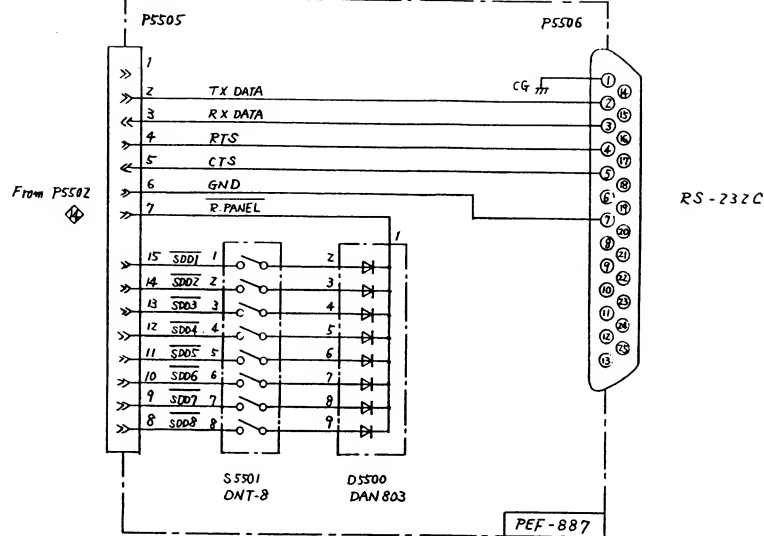 P5505
P5506
1
2 TX DATA
3 RX DATA
4 RTS
5 CTS
6 GND
7 R.PANEL
CG
From P5502
14
RS-232C
1
15 SDD1 1 2
14 SDD2 2 3
13 SDD3 3 4
12 SDD4 4 5
11 SDD5 5 6
10 SDD6 6 7
9 SDD7 7 8
8 SDD8 8 9
1
2
3
4
5
6
7
8
9
10
11
12
13
14
15
16
17
18
19
20
21
22
23
24
25
S5501
DNT-8
D5500
DAN803
PEF-887